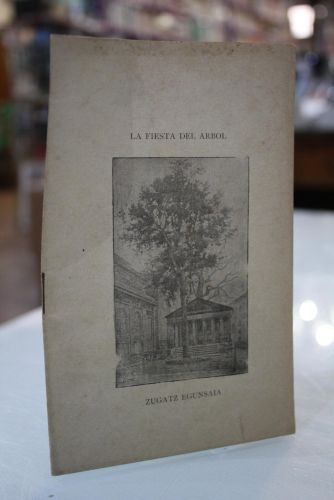 LA FIESTA DEL ARBOL
ZUGATZ EGUNSAIA